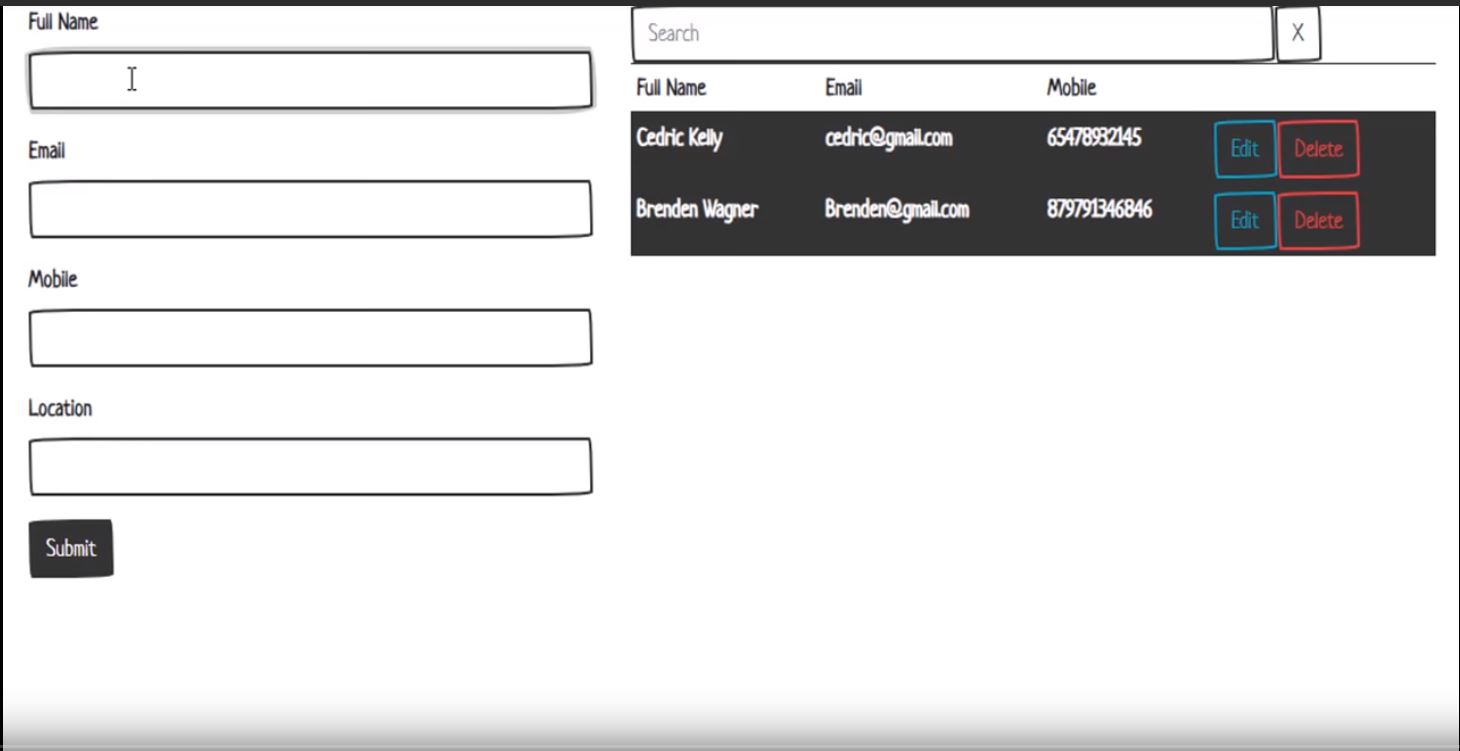 Full Name
Email
Mobile
Location
Submit
Search X
Full Name Email Mobile
Cedric Kelly cedric@gmail.com 65478932145 Edit Delete
Brenden Wagner Brenden@gmail.com 879791346846 Edit Delete